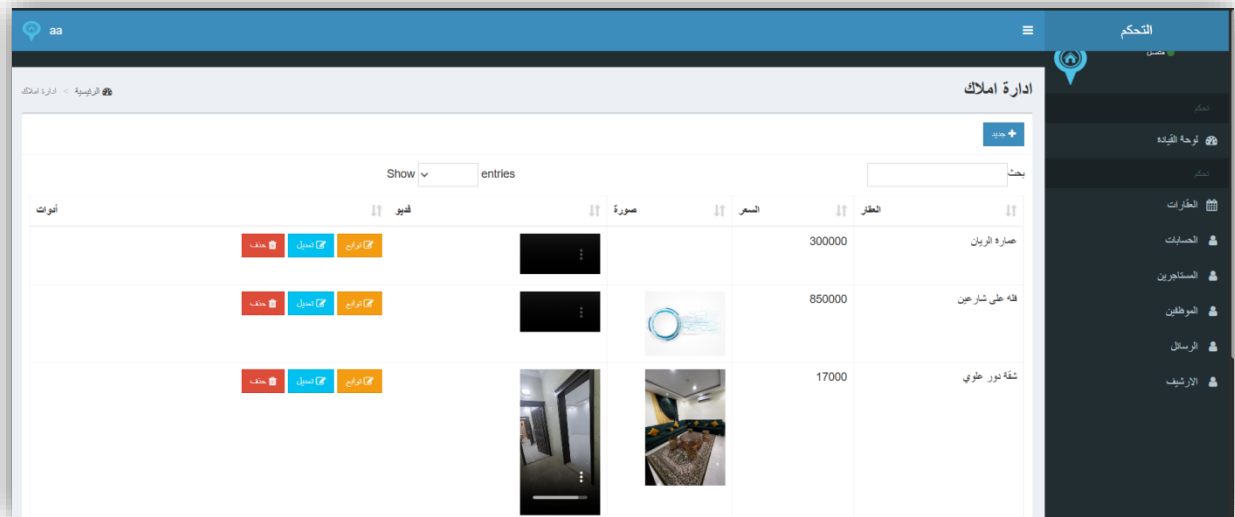 التحكم
aa
متصل
تحكم
لوحة القياده
تحكم
العقارات
الحسابات
المستاجرين
الموظفين
الرسائل
الارشيف
ادارة املاك
الرئيسية > ادارة املاك
جديد
بحث
Show entries
العقار السعر صورة فديو أدوات
عماره الريان 300000 توابع تعديل حذف
فله على شارعين 850000 توابع تعديل حذف
شقة دور علوي 17000 توابع تعديل حذف